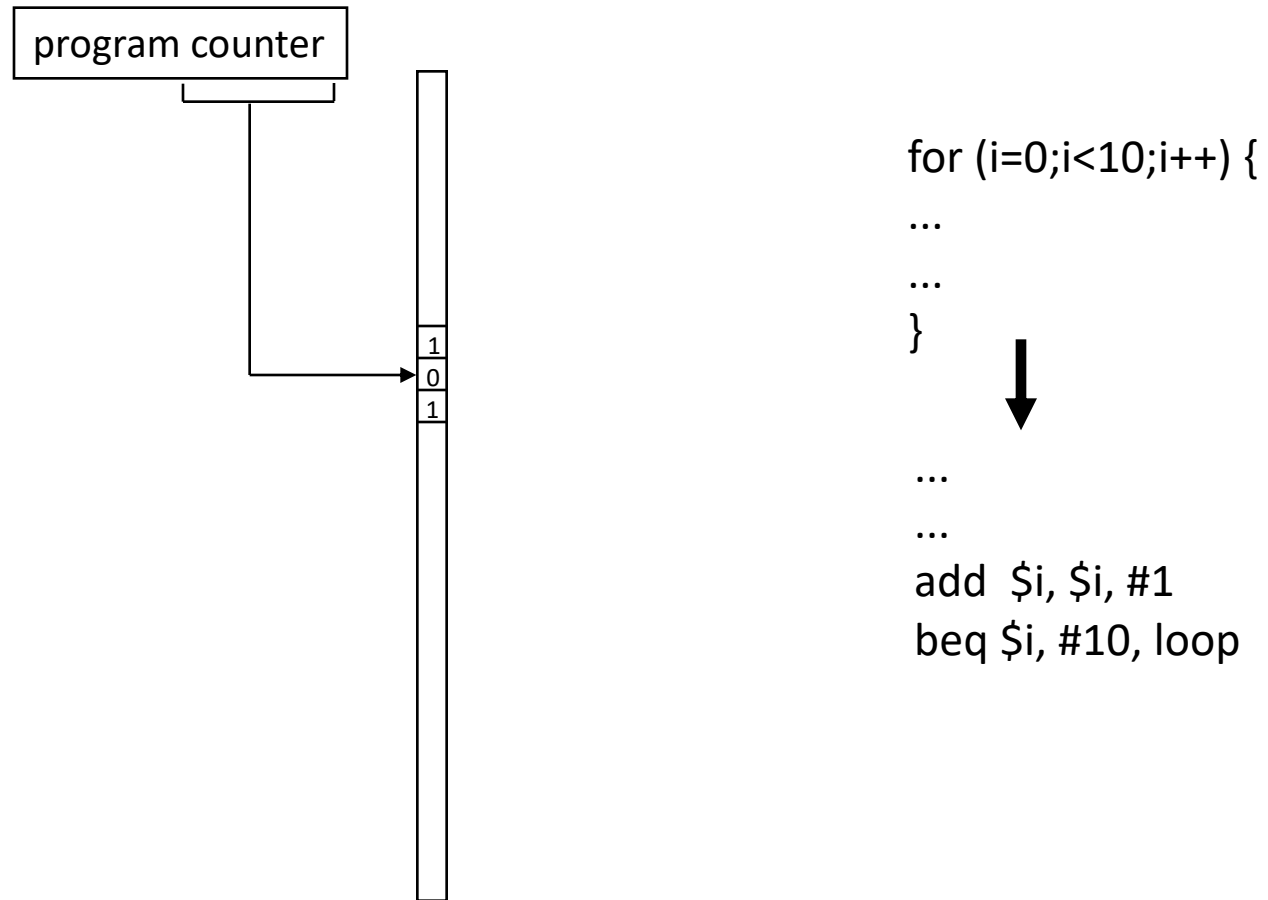 program counter
1
0
1
for (i=0;i<10;i++) {
...
...
}
...
...
add $i, $i, #1
beq $i, #10, loop